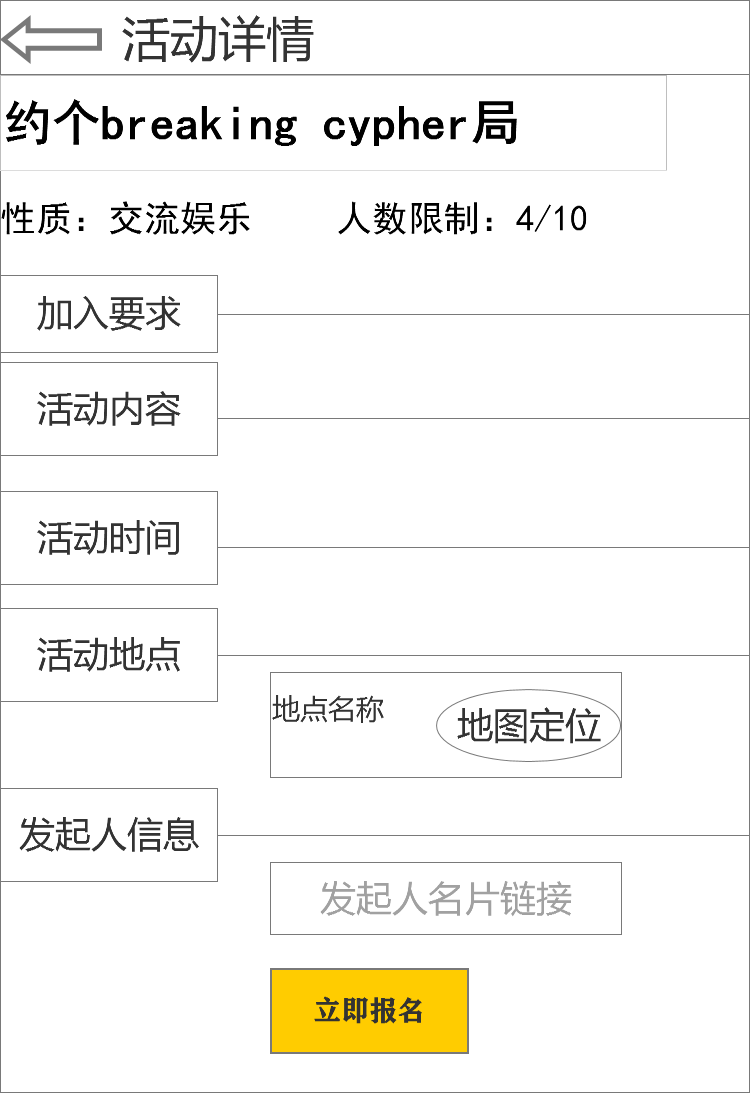 活动详情
约个breaking cypher局
性质：交流娱乐 人数限制：4/10
加入要求
活动内容
活动时间
活动地点
地点名称 地图定位
发起人信息
发起人名片链接
立即报名